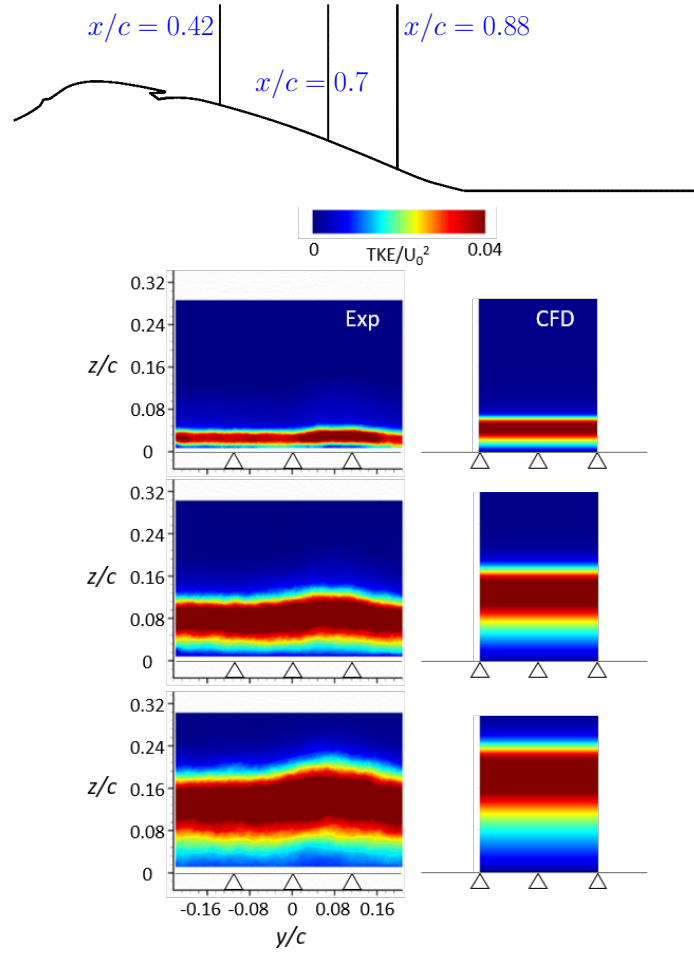 x/c = 0.42
x/c = 0.88
x/c = 0.7
0
TKE/U₀²
0.04
0.32
Exp
CFD
0.24
z/c
0.16
0.08
0
0.32
0.24
z/c
0.16
0.08
0
0.32
0.24
z/c
0.16
0.08
0
-0.16 -0.08 0 0.08 0.16
y/c